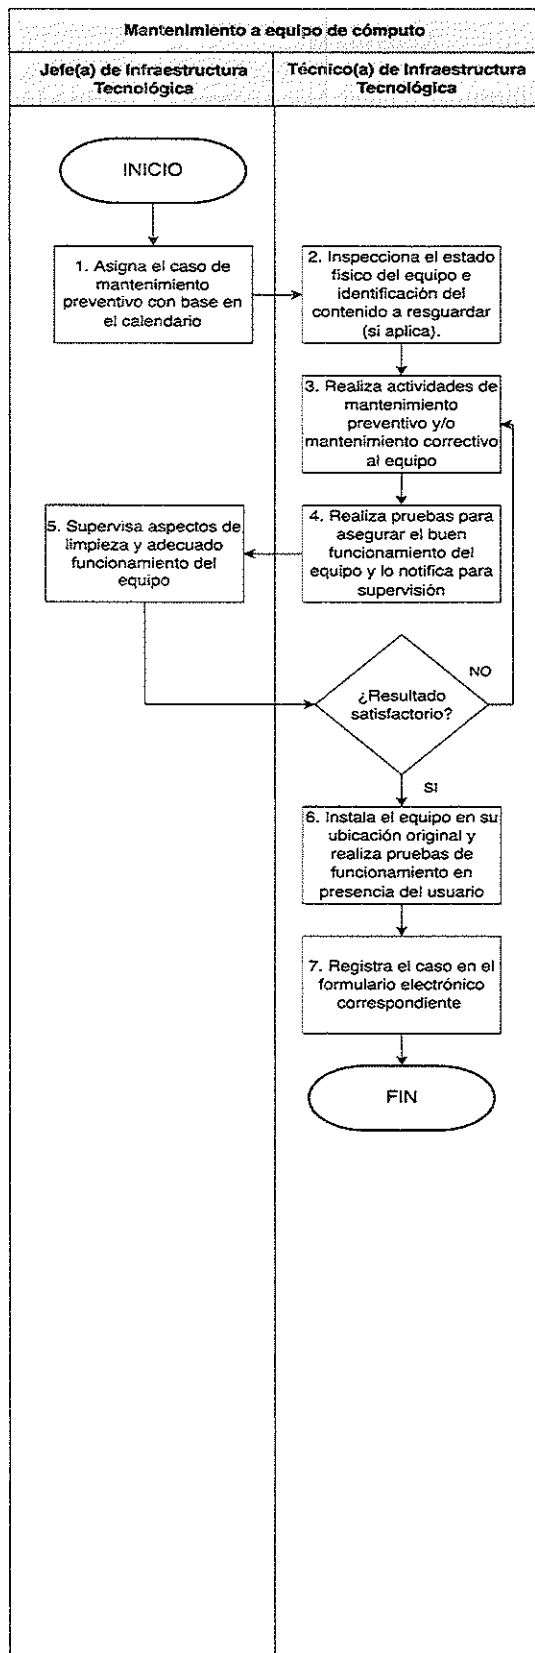 Mantenimiento a equipo de cómputo
Jefe(a) de Infraestructura
Tecnológica
Técnico(a) de Infraestructura
Tecnológica
INICIO
1. Asigna el caso de
mantenimiento
preventivo con base en
el calendario
2. Inspecciona el estado
físico del equipo e
identificación del
contenido a resguardar
(si aplica).
3. Realiza actividades de
mantenimiento
preventivo y/o
mantenimiento correctivo
al equipo
4. Realiza pruebas para
asegurar el buen
funcionamiento del
equipo y lo notifica para
supervisión
5. Supervisa aspectos de
limpieza y adecuado
funcionamiento del
equipo
¿Resultado
satisfactorio?
NO
SI
6. Instala el equipo en su
ubicación original y
realiza pruebas de
funcionamiento en
presencia del usuario
7. Registra el caso en el
formulario electrónico
correspondiente
FIN